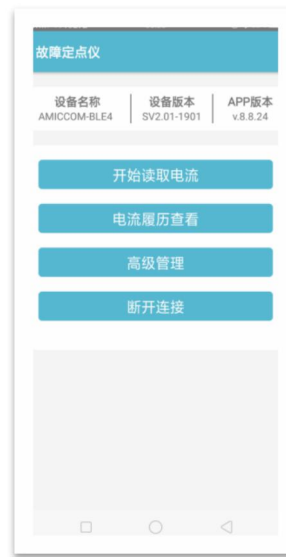 故障定点仪
设备名称 设备版本 APP版本
AMICCOM-BLE4 SV2.01-1901 v.8.8.24
开始读取电流
电流履历查看
高级管理
断开连接